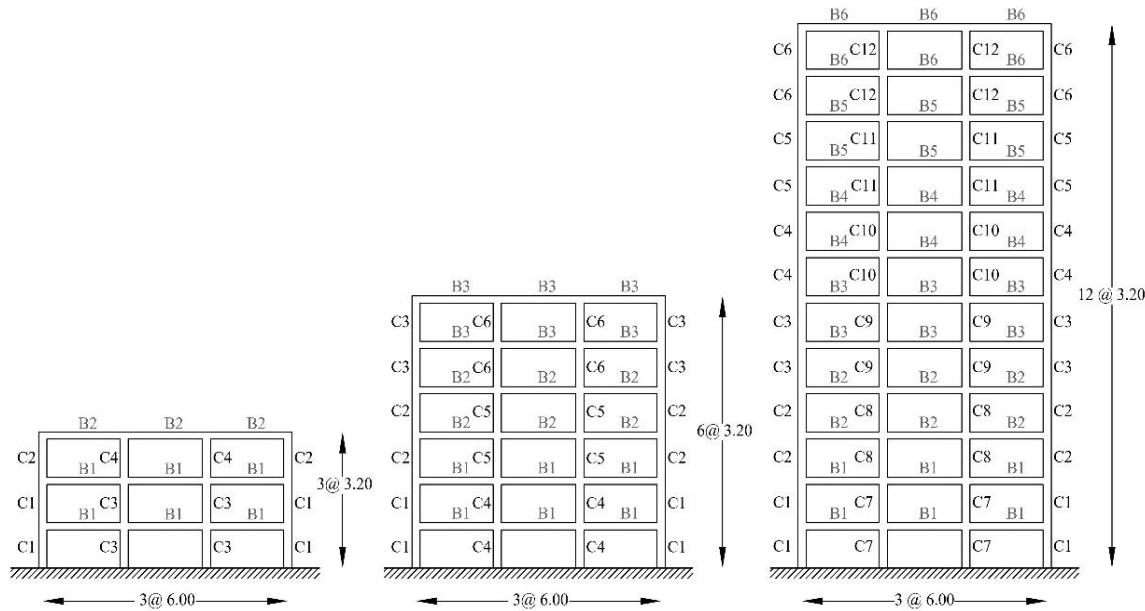 B2 B2 B2
C2 C4 C4 C2
B1 B1 B1
C1 C3 C3 C1
B1 B1 B1
C1 C3 C3 C1
3@ 3.20
3@ 6.00
B3 B3 B3
C3 C6 C6 C3
B3 B3 B3
C3 C6 C6 C3
B2 B2 B2
C2 C5 C5 C2
B2 B2 B2
C2 C5 C5 C2
B1 B1 B1
C1 C4 C4 C1
B1 B1 B1
C1 C4 C4 C1
6@ 3.20
3@ 6.00
B6 B6 B6
C6 C12 C12 C6
B6 B6 B6
C6 C12 C12 C6
B5 B5 B5
C5 C11 C11 C5
B5 B5 B5
C5 C11 C11 C5
B4 B4 B4
C4 C10 C10 C4
B4 B4 B4
C4 C10 C10 C4
B3 B3 B3
C3 C9 C9 C3
B3 B3 B3
C3 C9 C9 C3
B2 B2 B2
C2 C8 C8 C2
B2 B2 B2
C2 C8 C8 C2
B1 B1 B1
C1 C7 C7 C1
B1 B1 B1
C1 C7 C7 C1
12 @ 3.20
3 @ 6.00